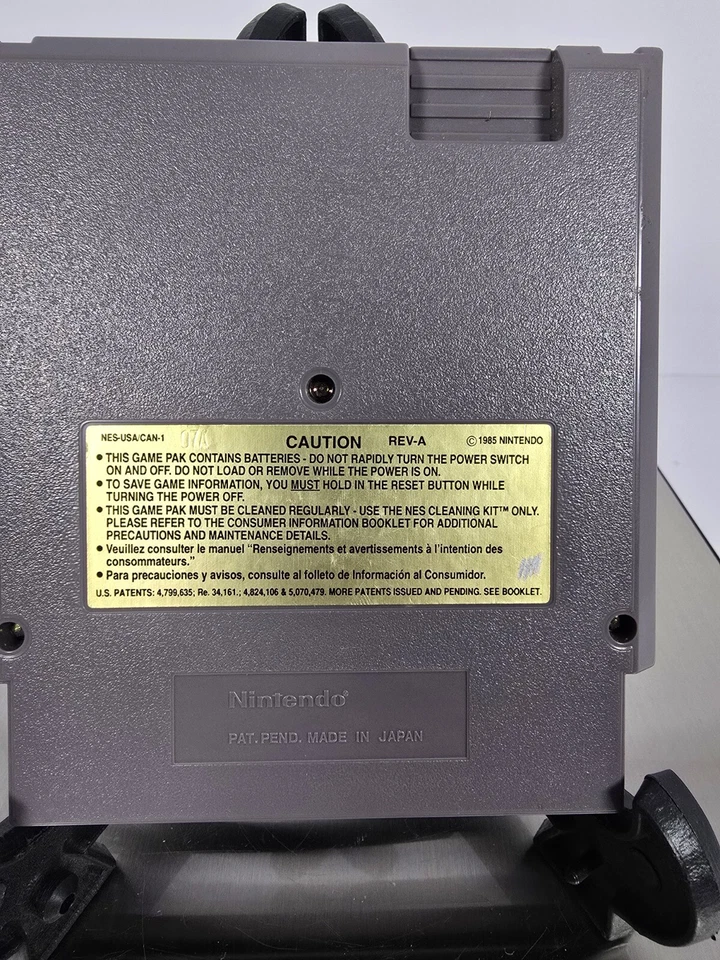 NES-USA/CAN-1 CAUTION REV-A © 1985 NINTENDO
• THIS GAME PAK CONTAINS BATTERIES - DO NOT RAPIDLY TURN THE POWER SWITCH
ON AND OFF. DO NOT LOAD OR REMOVE WHILE THE POWER IS ON.
• TO SAVE GAME INFORMATION, YOU MUST HOLD IN THE RESET BUTTON WHILE
TURNING THE POWER OFF.
• THIS GAME PAK MUST BE CLEANED REGULARLY - USE THE NES CLEANING KIT™ ONLY.
PLEASE REFER TO THE CONSUMER INFORMATION BOOKLET FOR ADDITIONAL
PRECAUTIONS AND MAINTENANCE DETAILS.
• Veuillez consulter le manuel "Renseignements et avertissements à l'intention des
consommateurs."
• Para precauciones y avisos, consulte al folleto de Información al Consumidor.
U.S. PATENTS: 4,799,635; Re. 34,161.; 4,824,106 & 5,070,479. MORE PATENTS ISSUED AND PENDING. SEE BOOKLET.
Nintendo®
PAT. PEND. MADE IN JAPAN